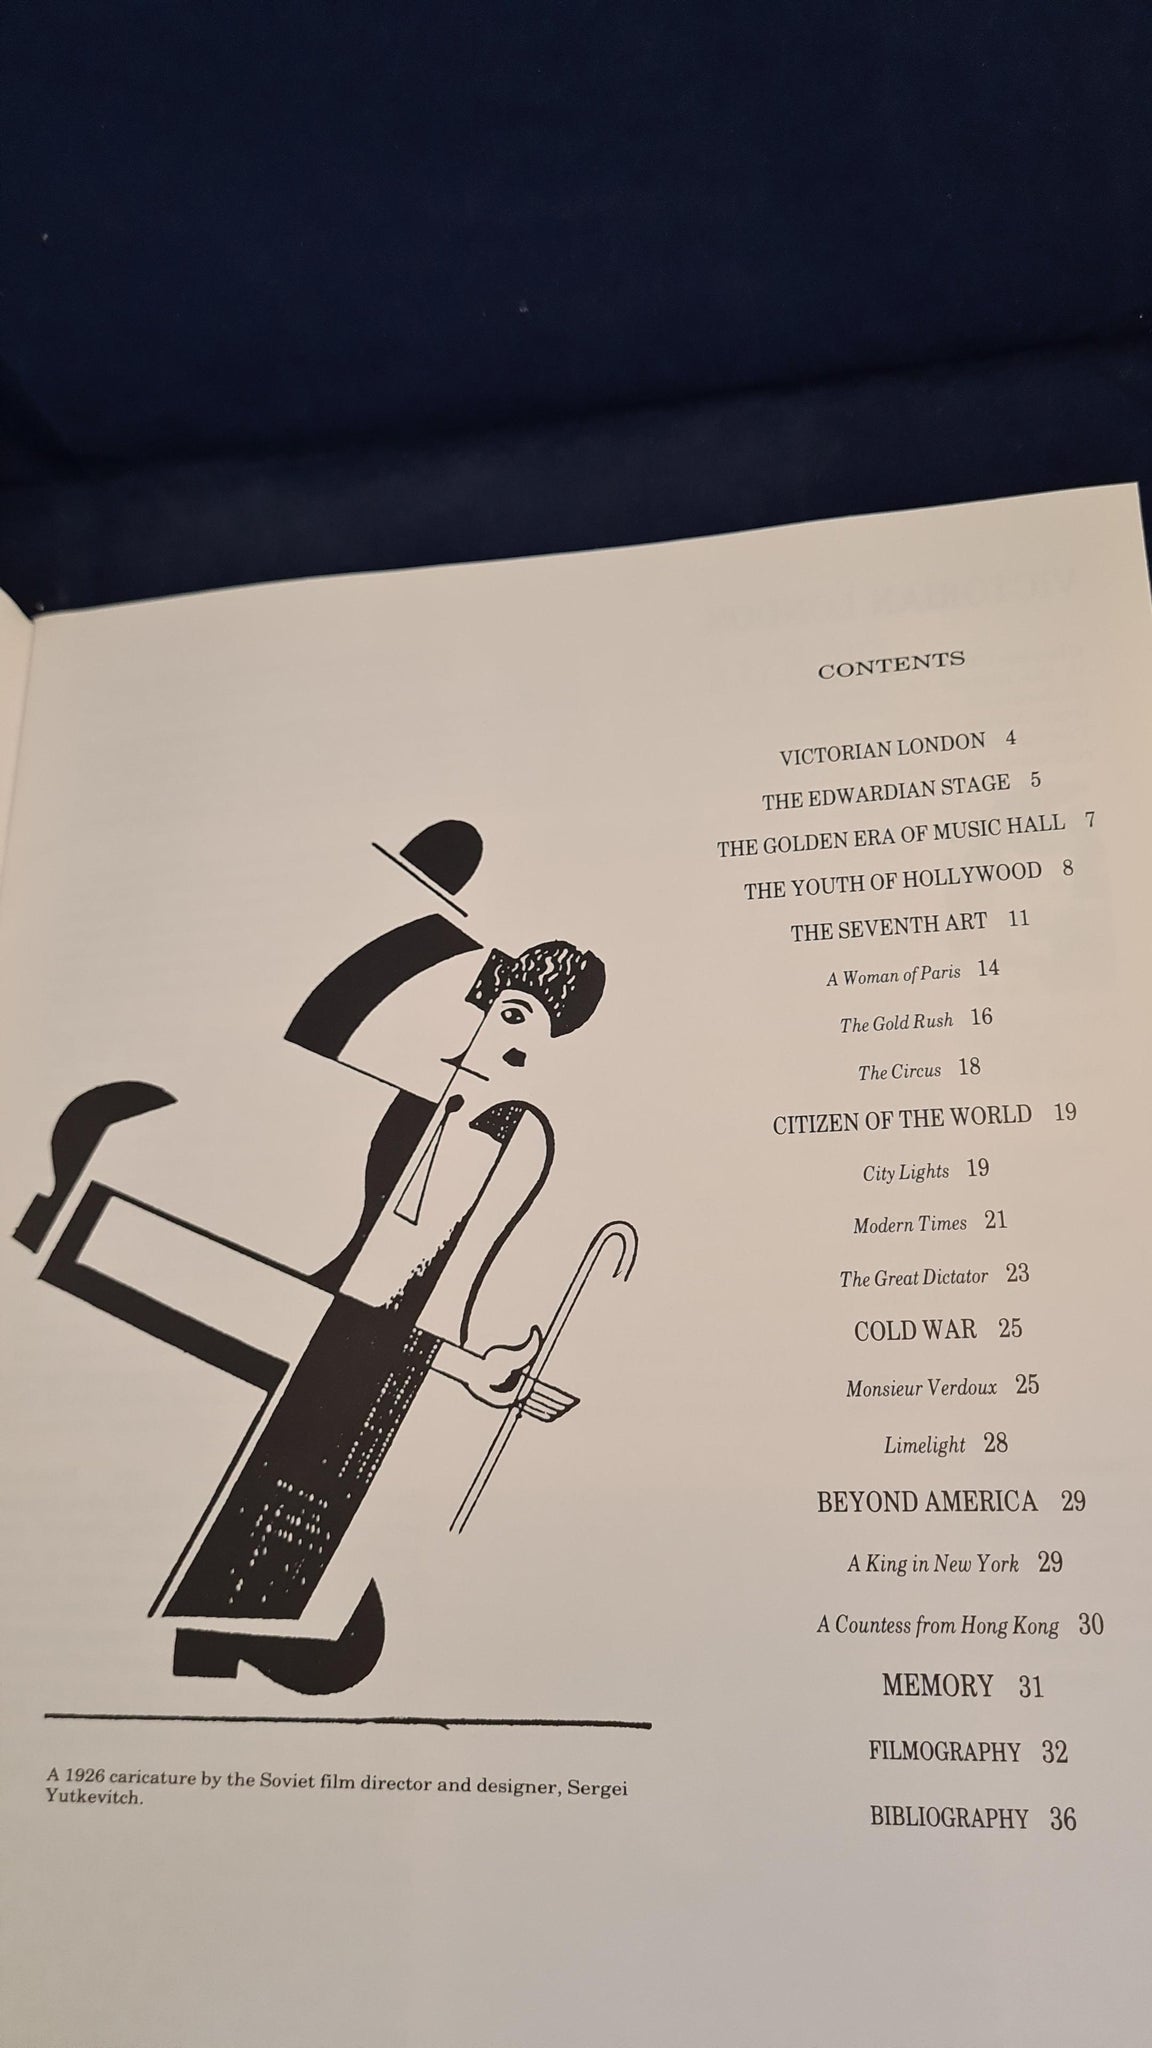 CONTENTS
VICTORIAN LONDON 4
THE EDWARDIAN STAGE 5
THE GOLDEN ERA OF MUSIC HALL 7
THE YOUTH OF HOLLYWOOD 8
THE SEVENTH ART 11
A Woman of Paris 14
The Gold Rush 16
The Circus 18
CITIZEN OF THE WORLD 19
City Lights 19
Modern Times 21
The Great Dictator 23
COLD WAR 25
Monsieur Verdoux 25
Limelight 28
BEYOND AMERICA 29
A King in New York 29
A Countess from Hong Kong 30
MEMORY 31
FILMOGRAPHY 32
BIBLIOGRAPHY 36
A 1926 caricature by the Soviet film director and designer, Sergei
Yutkevitch.